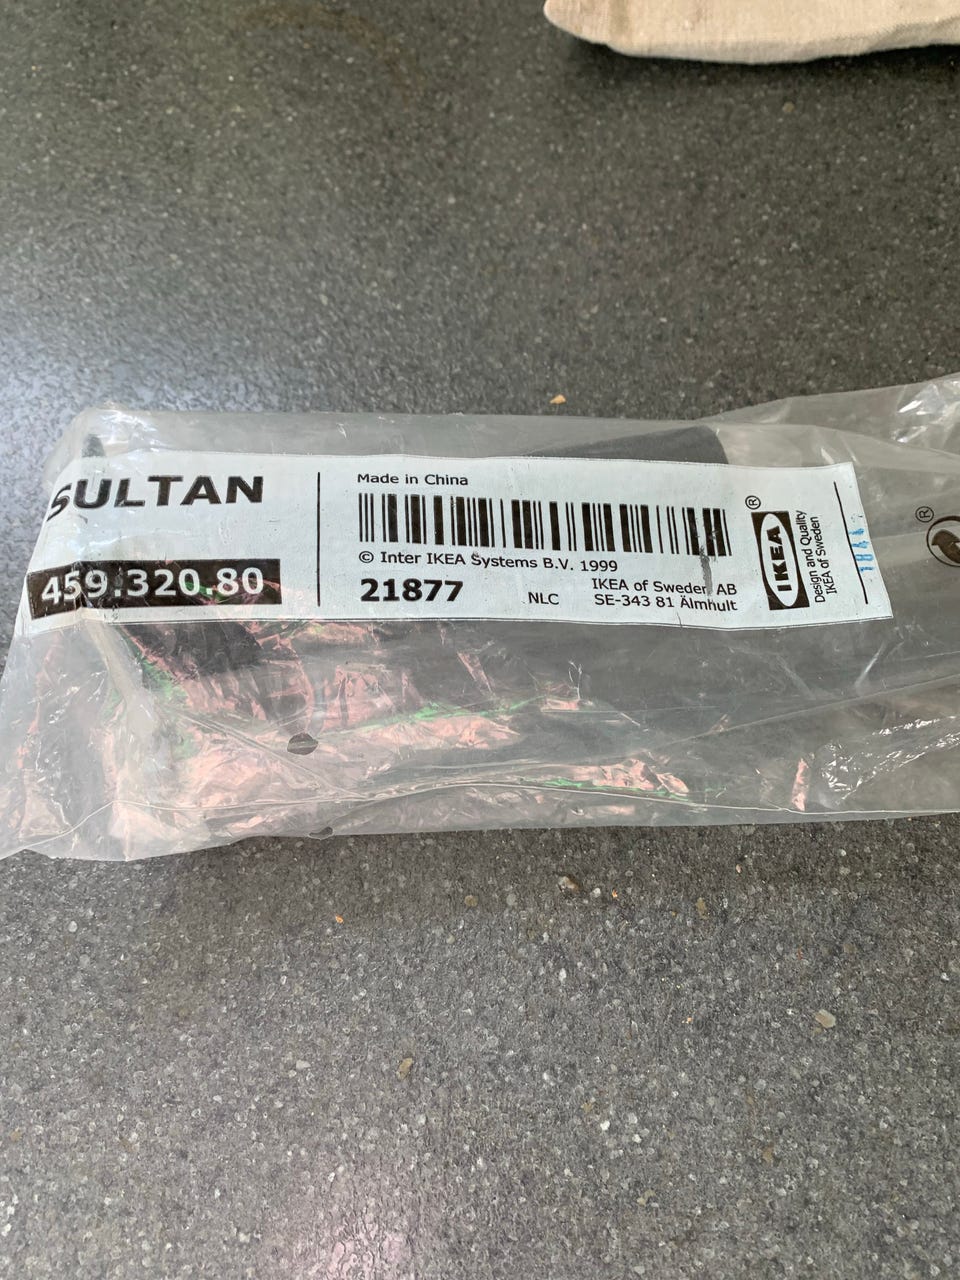 SULTAN
459.320.80
Made in China
© Inter IKEA Systems B.V. 1999
21877
NLC
IKEA of Sweden AB
SE-343 81 Älmhult
IKEA
®
Design and Quality
IKEA of Sweden
®